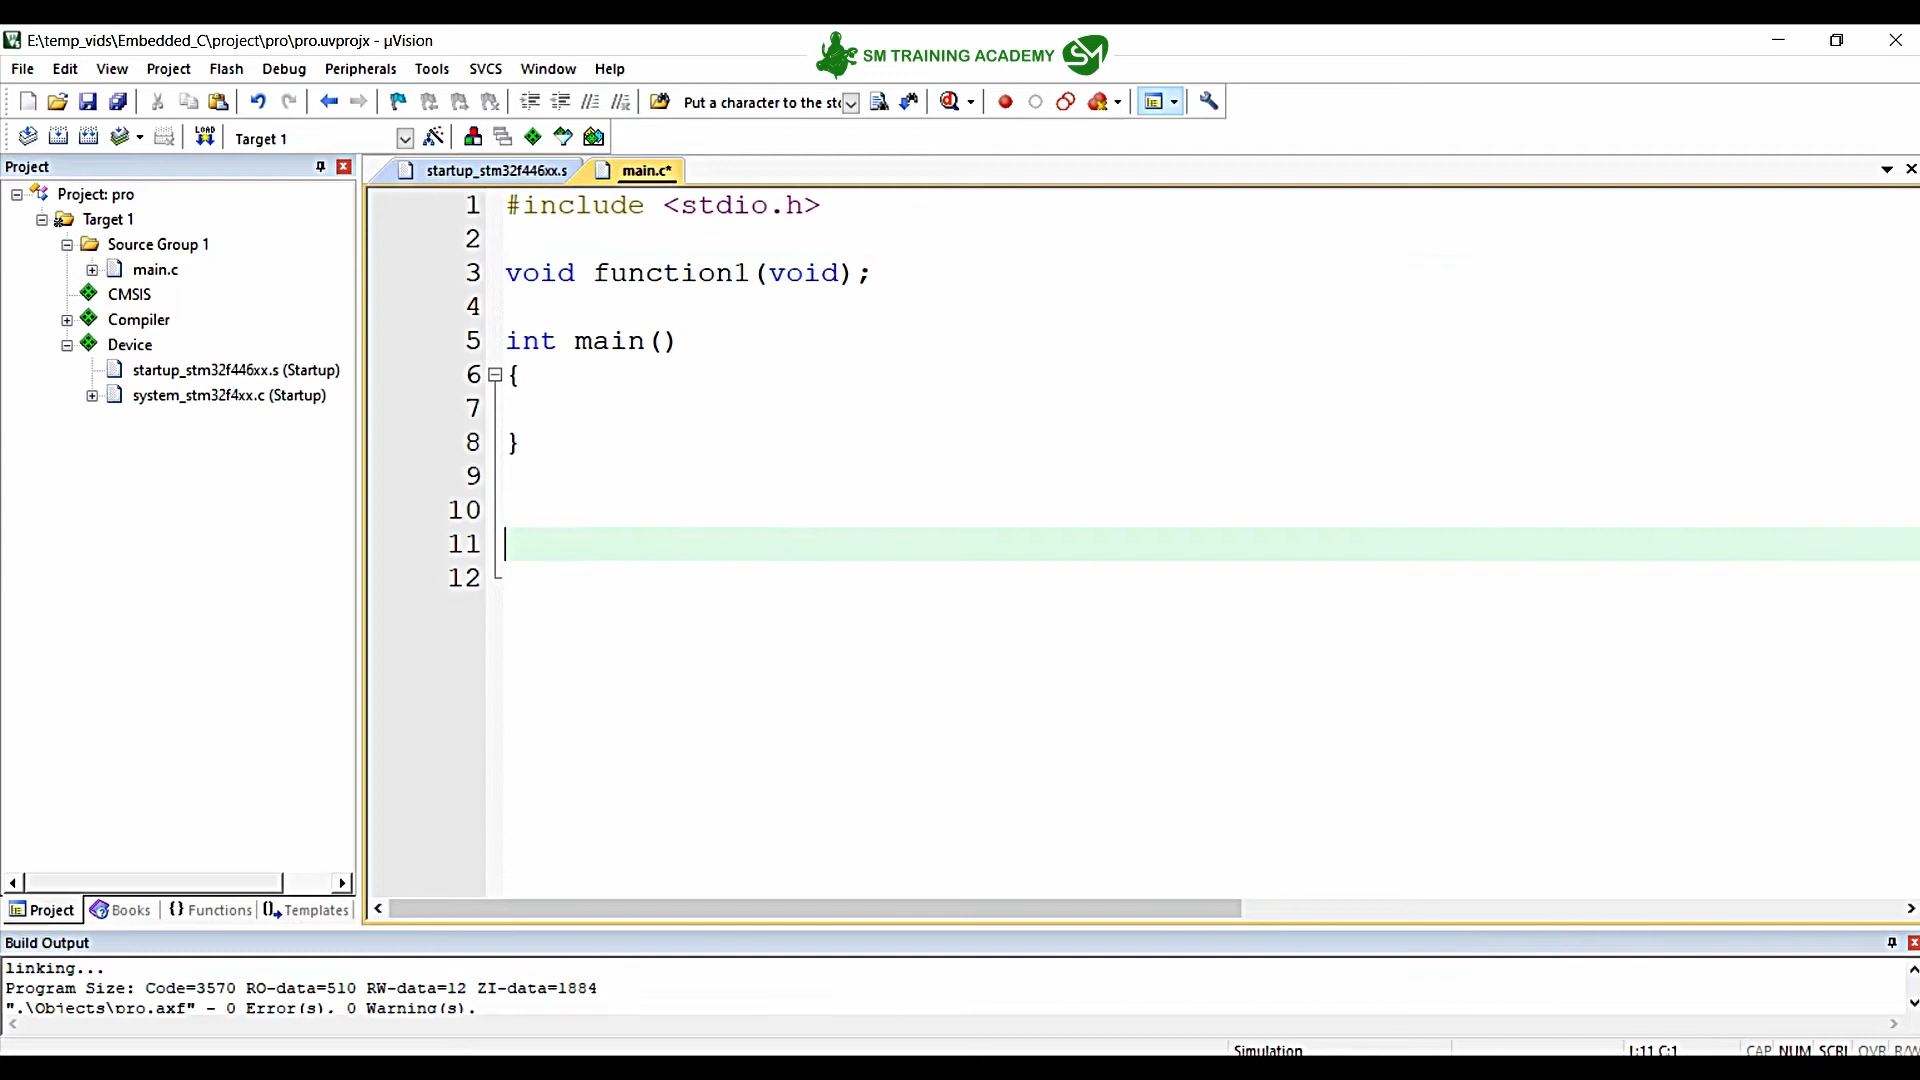 E:\temp_vids\Embedded_C\project\pro\pro.uvprojx - µVision
SM TRAINING ACADEMY SM
File Edit View Project Flash Debug Peripherals Tools SVCS Window Help
Put a character to the
LOAD Target 1
Project
startup_stm32f446xx.s main.c*
Project: pro
Target 1
Source Group 1
main.c
CMSIS
Compiler
Device
startup_stm32f446xx.s (Startup)
system_stm32f4xx.c (Startup)
1 #include <stdio.h>
2
3 void function1(void);
4
5 int main()
6 {
7
8 }
9
10
11
12
Project Books {} Functions Templates
Build Output
linking...
Program Size: Code=3570 RO-data=510 RW-data=12 ZI-data=1884
".\Objects\pro.axf" - 0 Error(s), 0 Warning(s).
Simulation L:11 C:1 CAP NUM SCRL OVR R/W